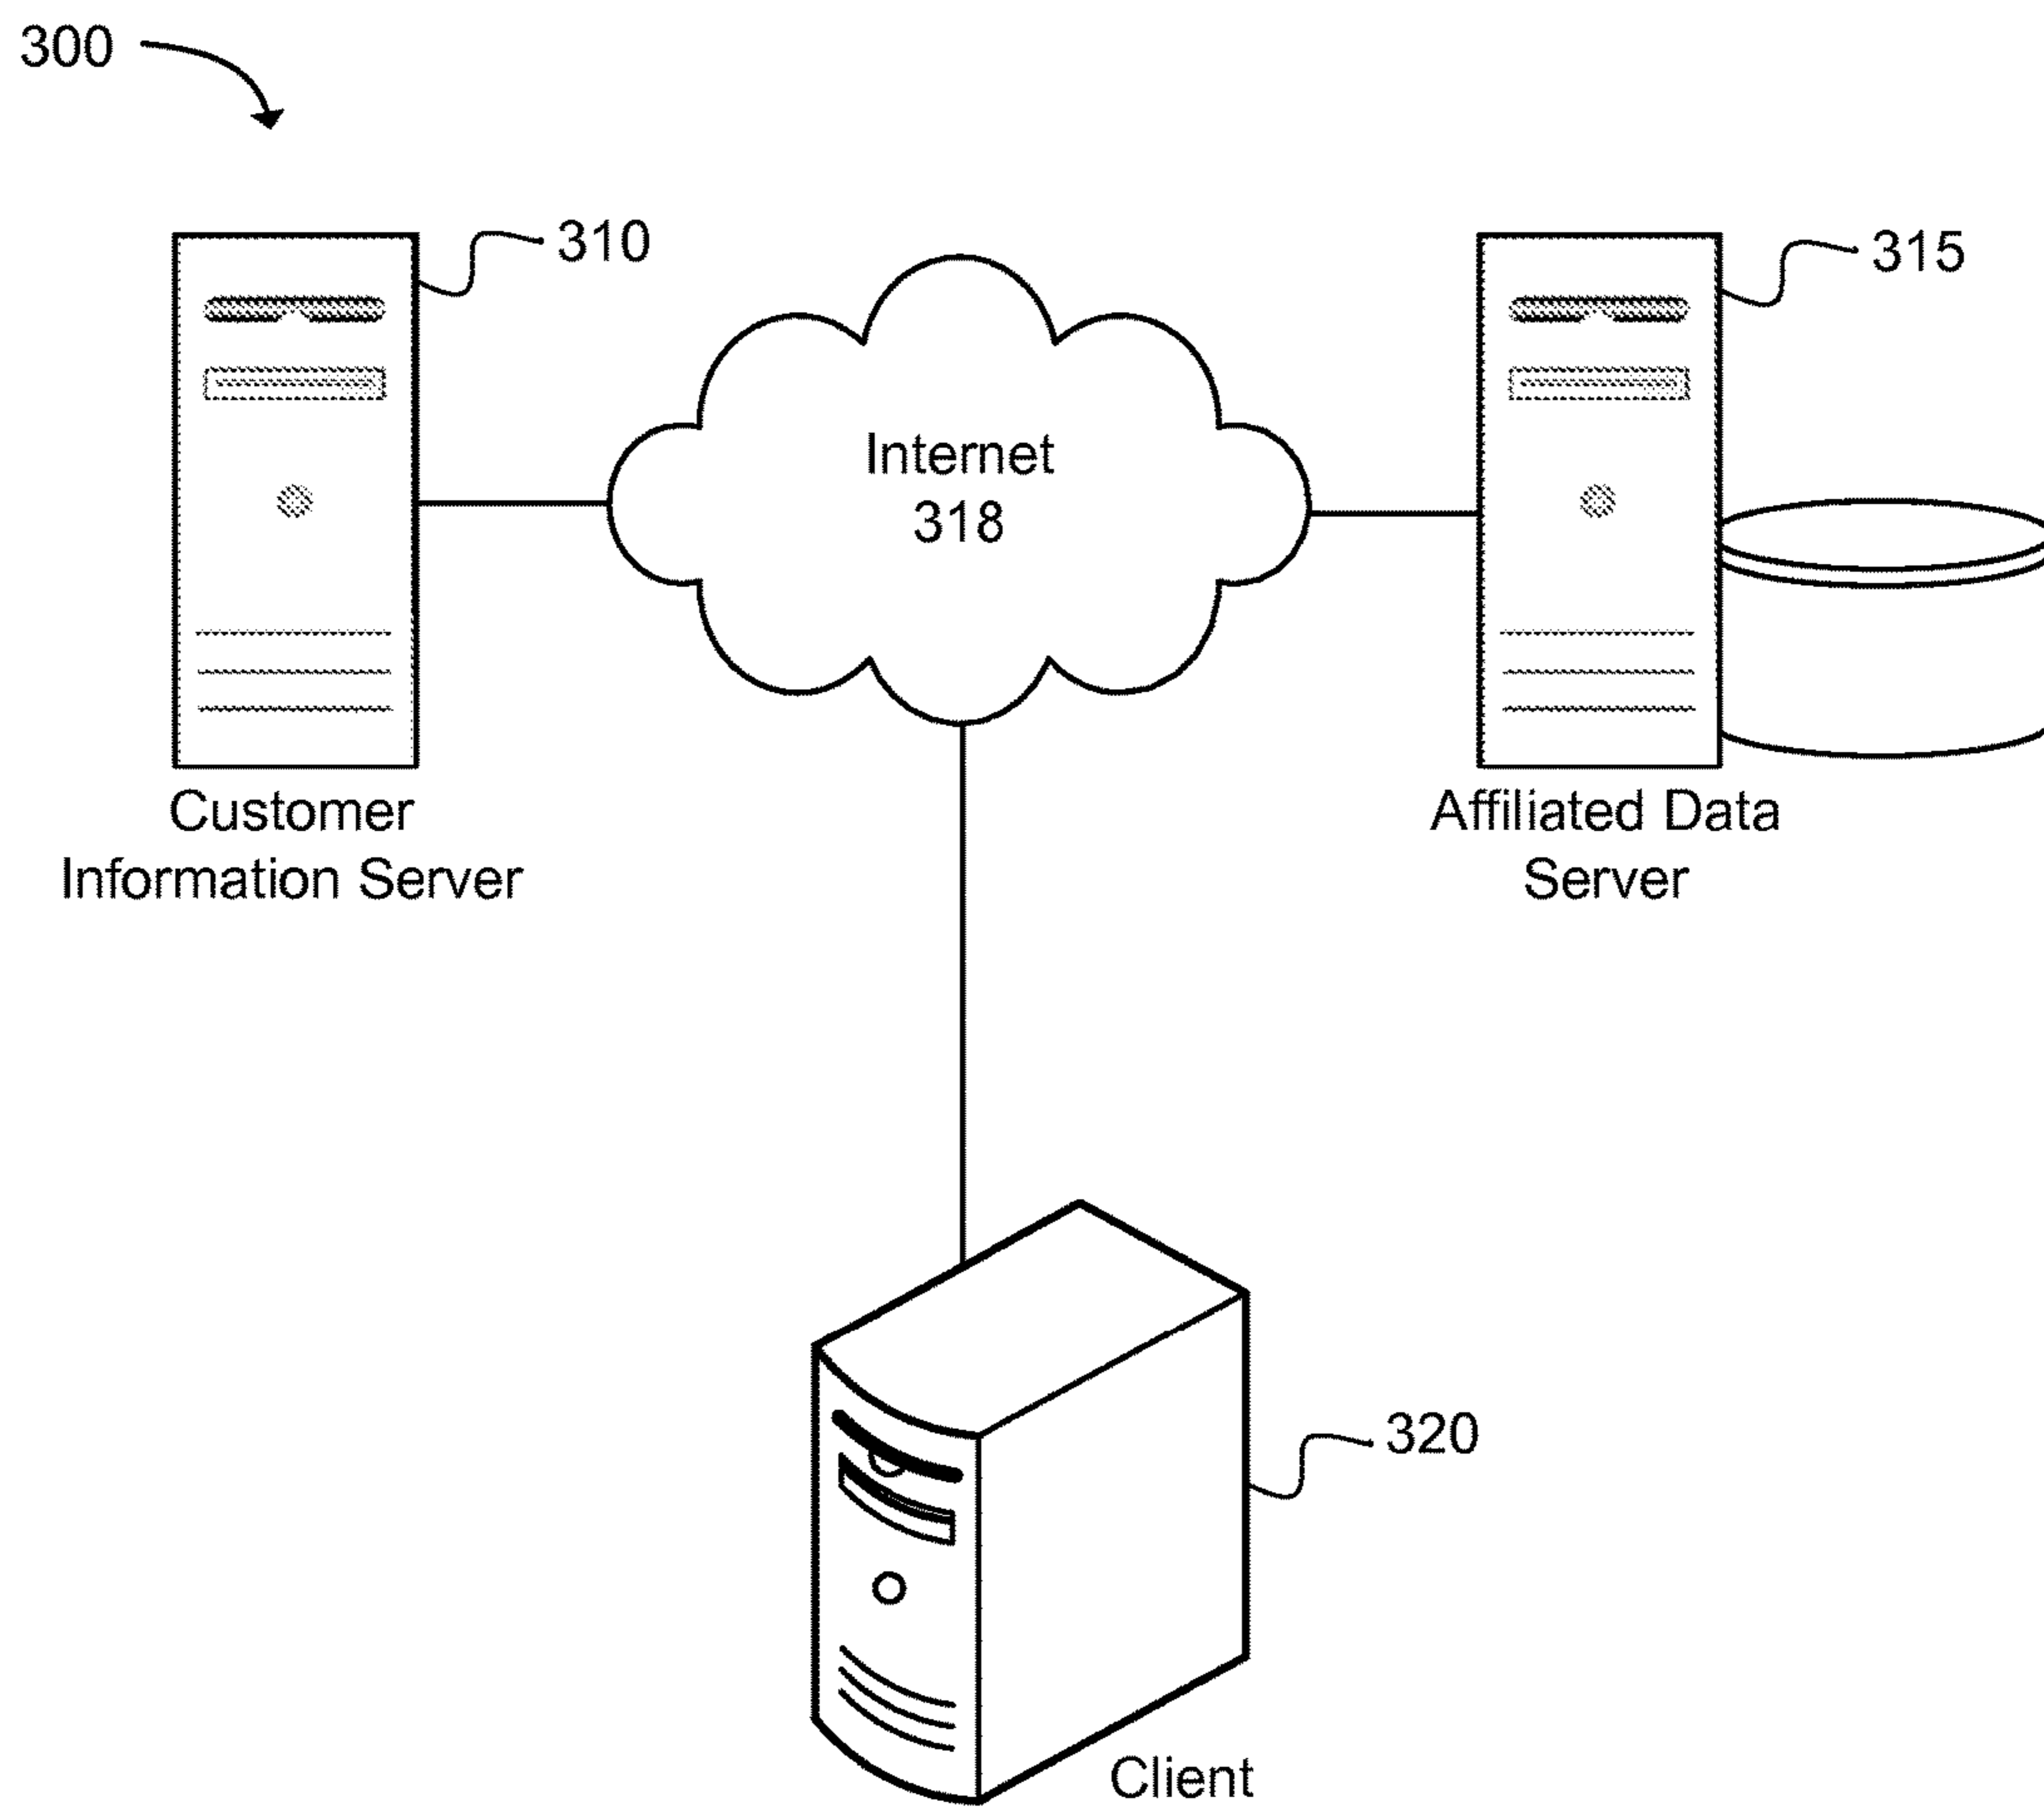 300
310
315
Internet
318
Customer
Information Server
Affiliated Data
Server
320
Client